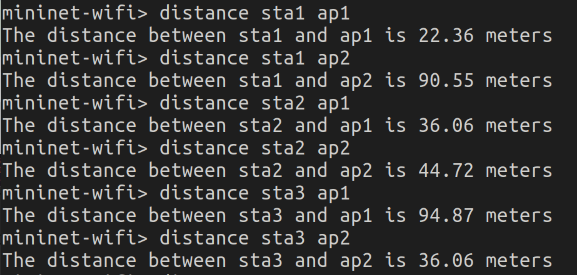 mininet-wifi> distance sta1 ap1
The distance between sta1 and ap1 is 22.36 meters
mininet-wifi> distance sta1 ap2
The distance between sta1 and ap2 is 90.55 meters
mininet-wifi> distance sta2 ap1
The distance between sta2 and ap1 is 36.06 meters
mininet-wifi> distance sta2 ap2
The distance between sta2 and ap2 is 44.72 meters
mininet-wifi> distance sta3 ap1
The distance between sta3 and ap1 is 94.87 meters
mininet-wifi> distance sta3 ap2
The distance between sta3 and ap2 is 36.06 meters